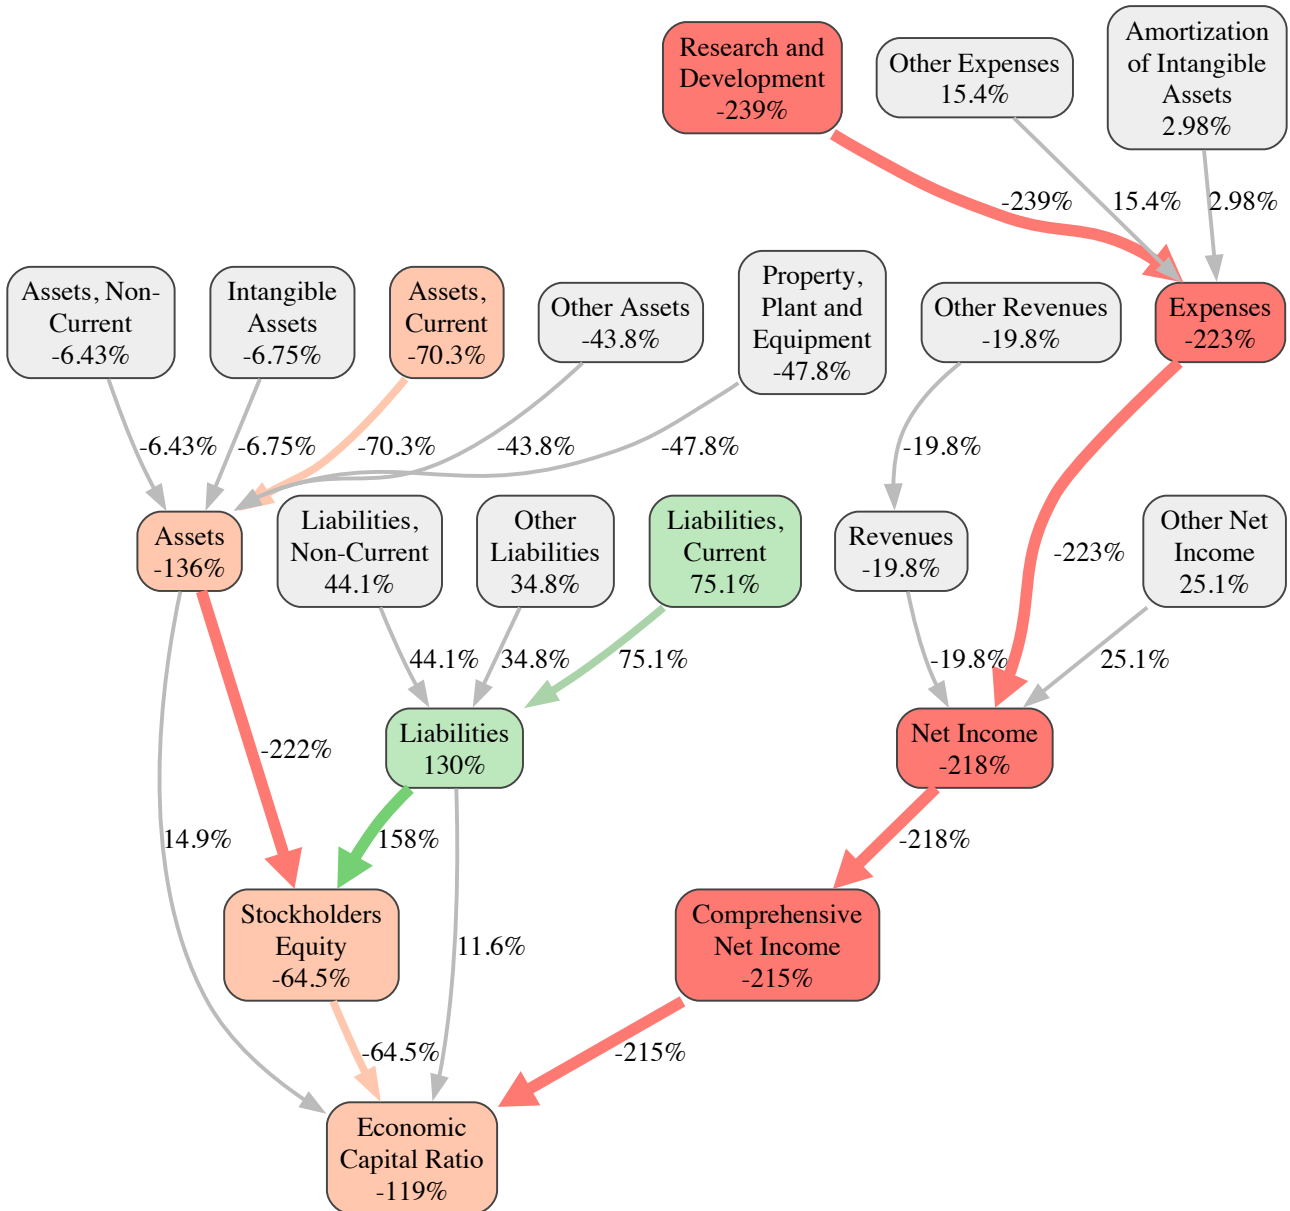 Research and
Development
-239%
Other Expenses
15.4%
Amortization
of Intangible
Assets
2.98%
-239%
15.4%
2.98%
Assets, Non-
Current
-6.43%
Intangible
Assets
-6.75%
Assets,
Current
-70.3%
Other Assets
-43.8%
Property,
Plant and
Equipment
-47.8%
Other Revenues
-19.8%
Expenses
-223%
-6.43%
-6.75%
-70.3%
-43.8%
-47.8%
-19.8%
Assets
-136%
Liabilities,
Non-Current
44.1%
Other
Liabilities
34.8%
Liabilities,
Current
75.1%
Revenues
-19.8%
-223%
Other Net
Income
25.1%
44.1%
34.8%
75.1%
-19.8%
25.1%
-222%
Liabilities
130%
Net Income
-218%
14.9%
158%
-218%
Stockholders
Equity
-64.5%
11.6%
Comprehensive
Net Income
-215%
-64.5%
-215%
Economic
Capital Ratio
-119%